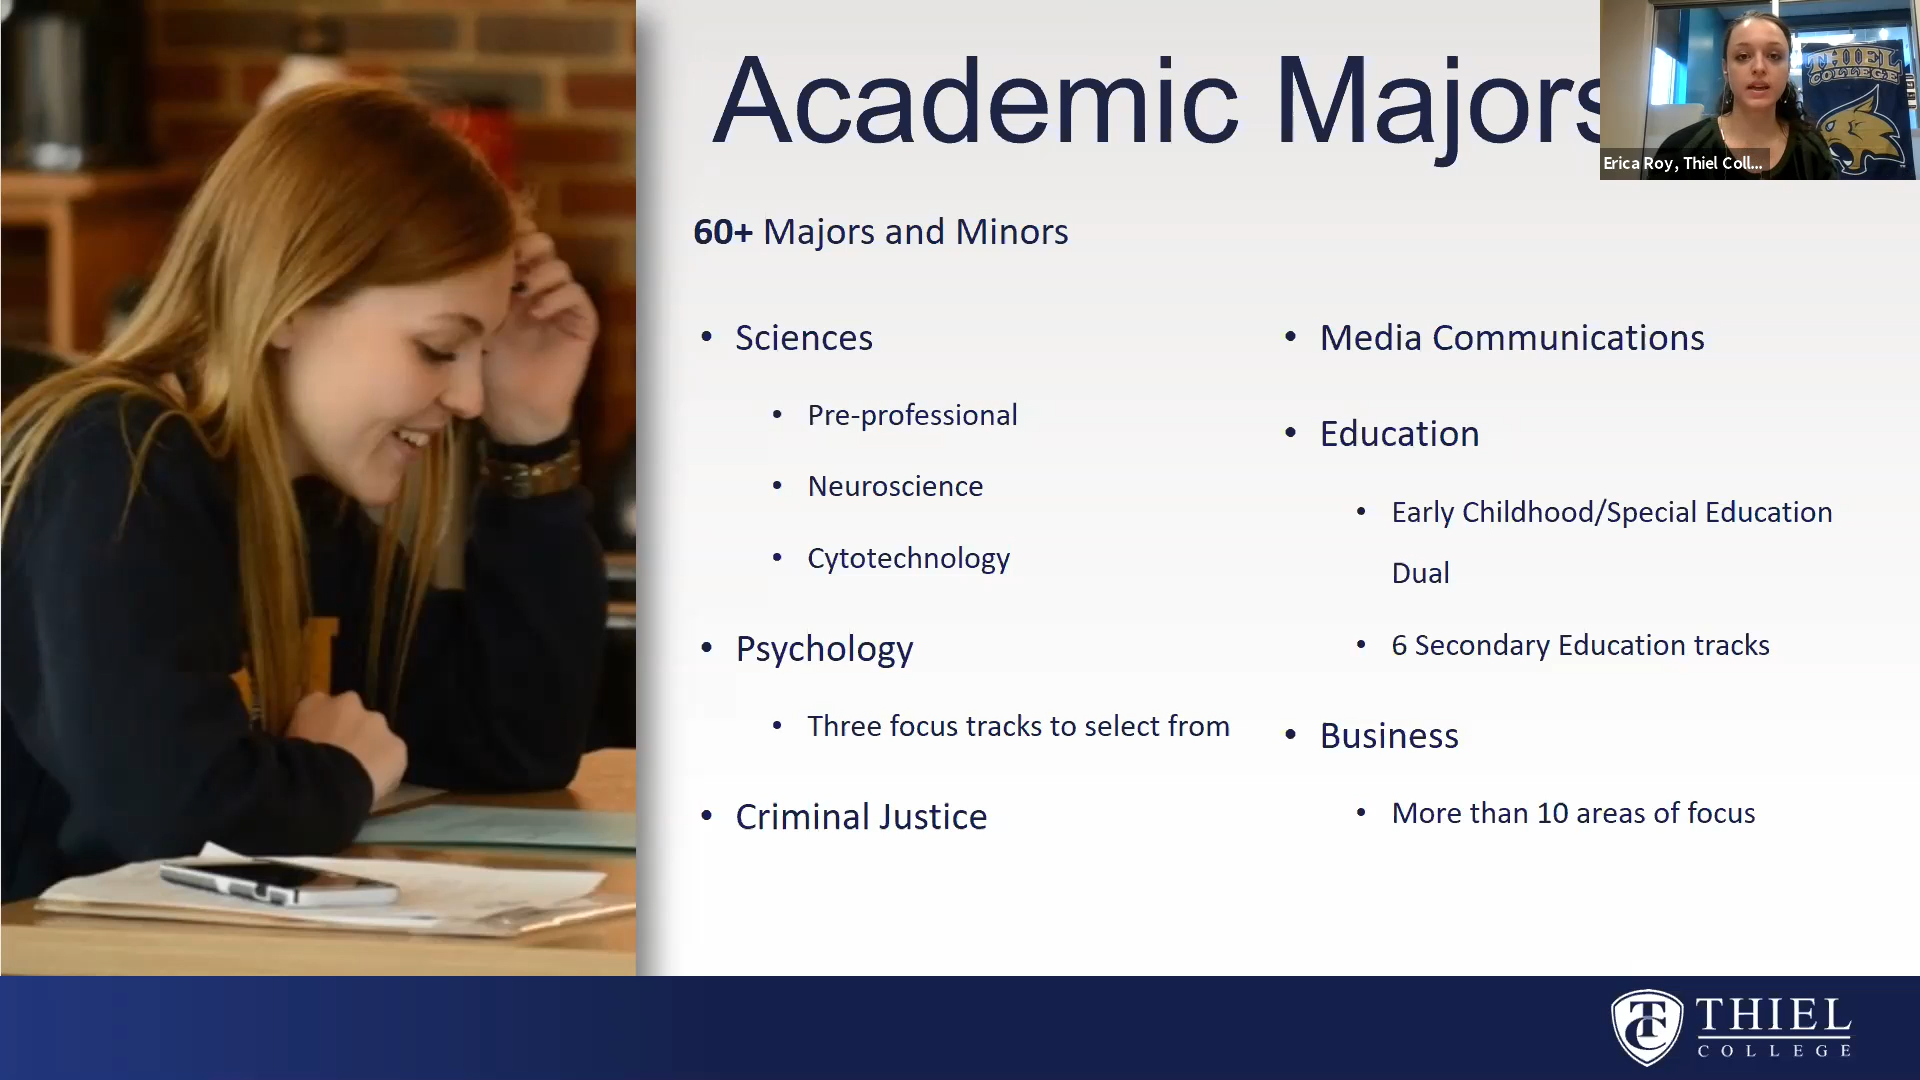 Academic Majors
THIEL
COLLEGE
Erica Roy, Thiel Coll...
60+ Majors and Minors
• Sciences
• Pre-professional
• Neuroscience
• Cytotechnology
• Psychology
• Three focus tracks to select from
• Criminal Justice
• Media Communications
• Education
• Early Childhood/Special Education
Dual
• 6 Secondary Education tracks
• Business
• More than 10 areas of focus
TC
THIEL
COLLEGE